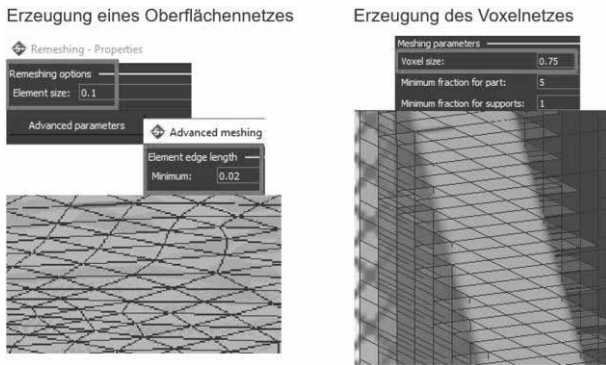 Erzeugung eines Oberflächennetzes
Remeshing - Properties
Remeshing options
Element size: 0.1
Advanced parameters
Advanced meshing
Element edge length
Minimum: 0.02
Erzeugung des Voxelnetzes
Meshing parameters
Voxel size: 0.75
Minimum fraction for part: 5
Minimum fraction for supports: 1